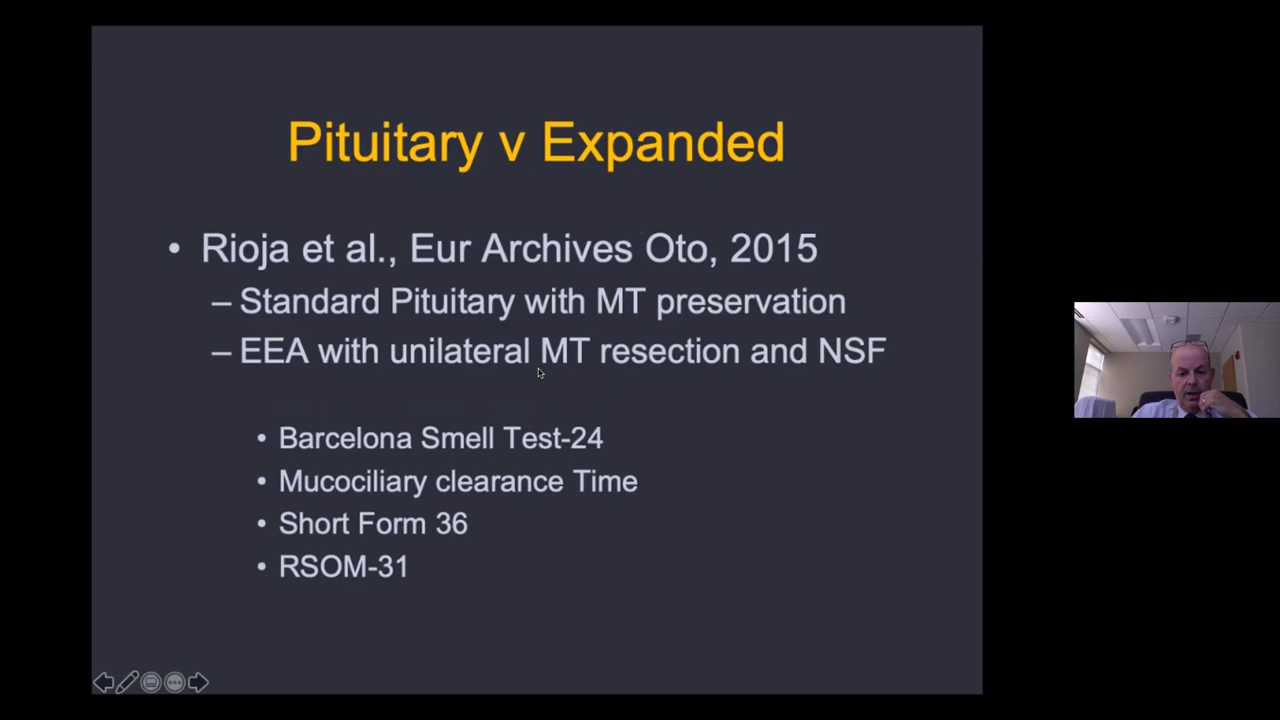 Pituitary v Expanded
• Rioja et al., Eur Archives Oto, 2015
– Standard Pituitary with MT preservation
– EEA with unilateral MT resection and NSF
• Barcelona Smell Test-24
• Mucociliary clearance Time
• Short Form 36
• RSOM-31